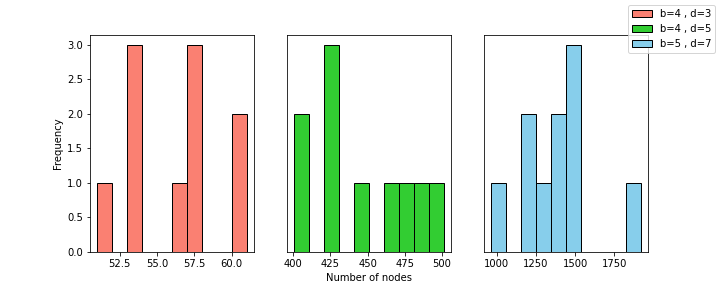 b=4 , d=3
b=4 , d=5
b=5 , d=7
3.0
2.5
2.0
1.5
1.0
0.5
0.0
Frequency
52.5 55.0 57.5 60.0
400 425 450 475 500
1000 1250 1500 1750
Number of nodes